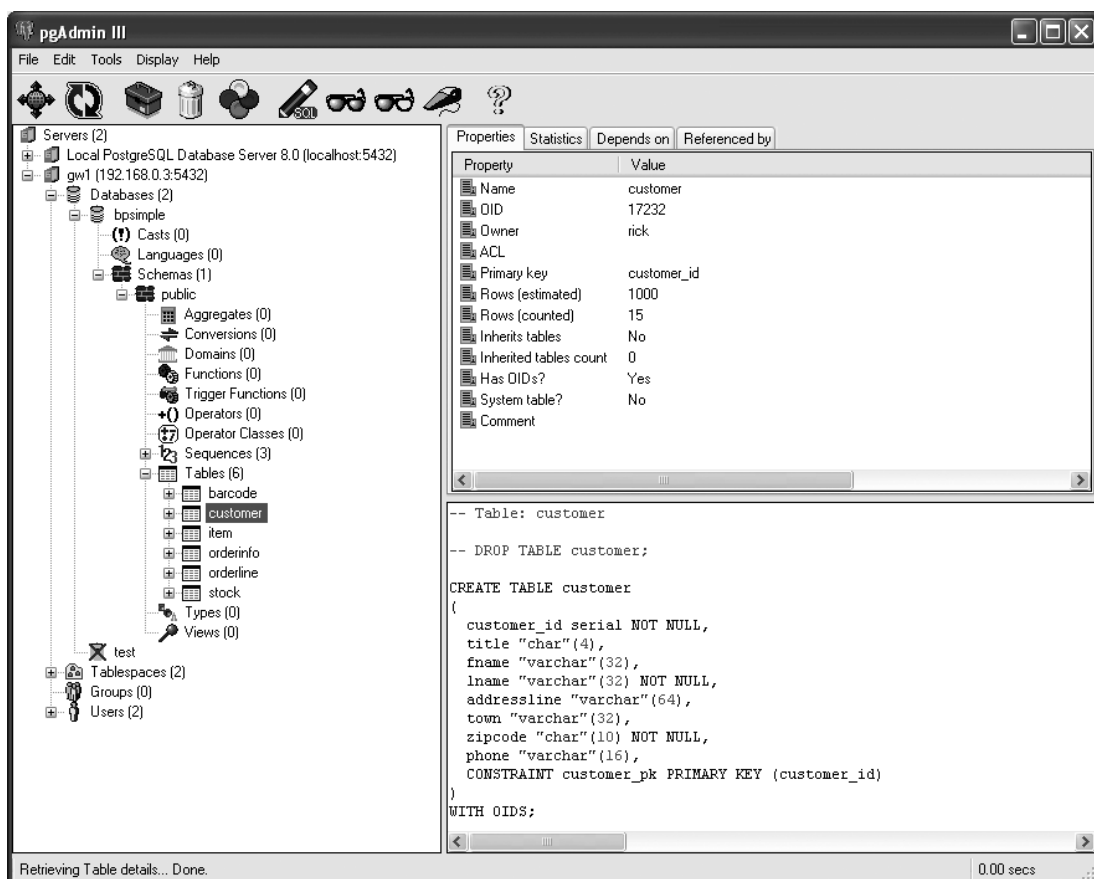 pgAdmin III
File Edit Tools Display Help
SQL
Servers (2)
Local PostgreSQL Database Server 8.0 (localhost:5432)
gw1 (192.168.0.3:5432)
Databases (2)
bpsimple
Casts (0)
Languages (0)
Schemas (1)
public
Aggregates (0)
Conversions (0)
Domains (0)
Functions (0)
Trigger Functions (0)
Operators (0)
Operator Classes (0)
Sequences (3)
Tables (6)
barcode
customer
item
orderinfo
orderline
stock
Types (0)
Views (0)
test
Tablespaces (2)
Groups (0)
Users (2)
Properties Statistics Depends on Referenced by
Property Value
Name customer
OID 17232
Owner rick
ACL
Primary key customer_id
Rows (estimated) 1000
Rows (counted) 15
Inherits tables No
Inherited tables count 0
Has OIDs? Yes
System table? No
Comment
-- Table: customer
-- DROP TABLE customer;
CREATE TABLE customer
(
customer_id serial NOT NULL,
title "char"(4),
fname "varchar"(32),
lname "varchar"(32) NOT NULL,
addressline "varchar"(64),
town "varchar"(32),
zipcode "char"(10) NOT NULL,
phone "varchar"(16),
CONSTRAINT customer_pk PRIMARY KEY (customer_id)
)
WITH OIDS;
Retrieving Table details... Done. 0.00 secs